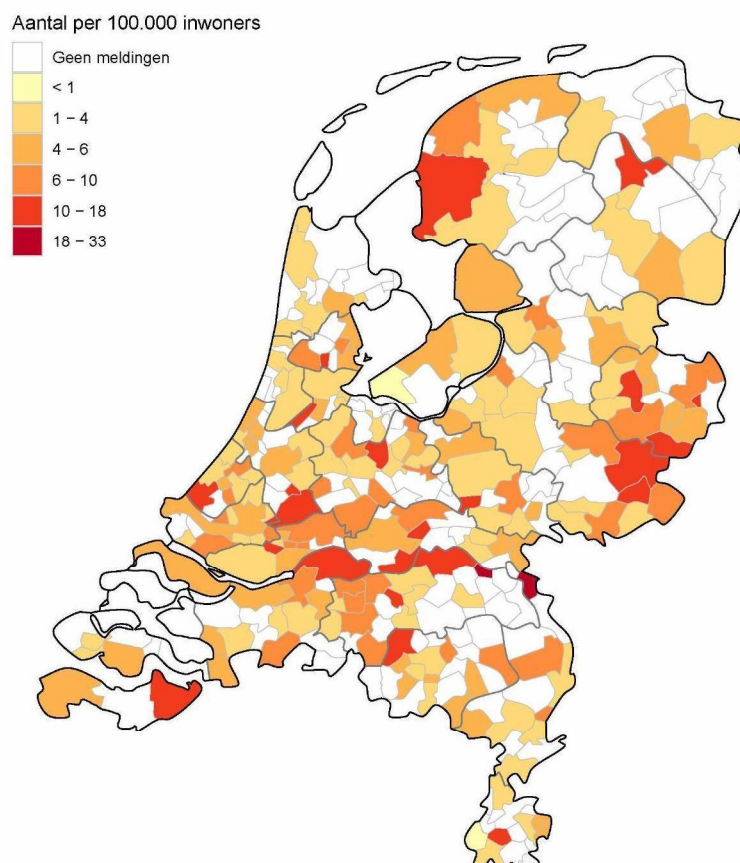 Aantal per 100.000 inwoners
Geen meldingen
< 1
1 – 4
4 – 6
6 – 10
10 – 18
18 – 33